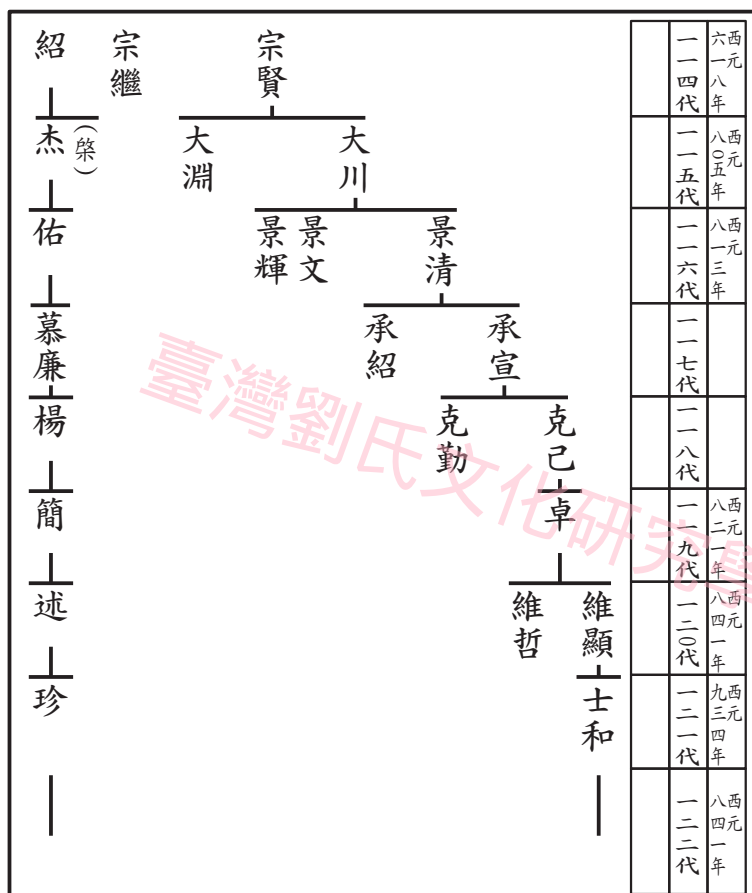 西元六一八年
一一四代
宗賢
宗繼
紹
西元八0五年
一一五代
大川
大淵
杰(棨)
西元八一三年
一一六代
景清
景文
景輝
佑
一一七代
承宣
承紹
慕廉
一一八代
克己
克勤
楊
西元八二一年
一一九代
卓
簡
西元八四一年
一二0代
維顯
維哲
述
西元九三四年
一二一代
士和
珍
西元八四一年
一二二代
臺灣劉氏文化研究學